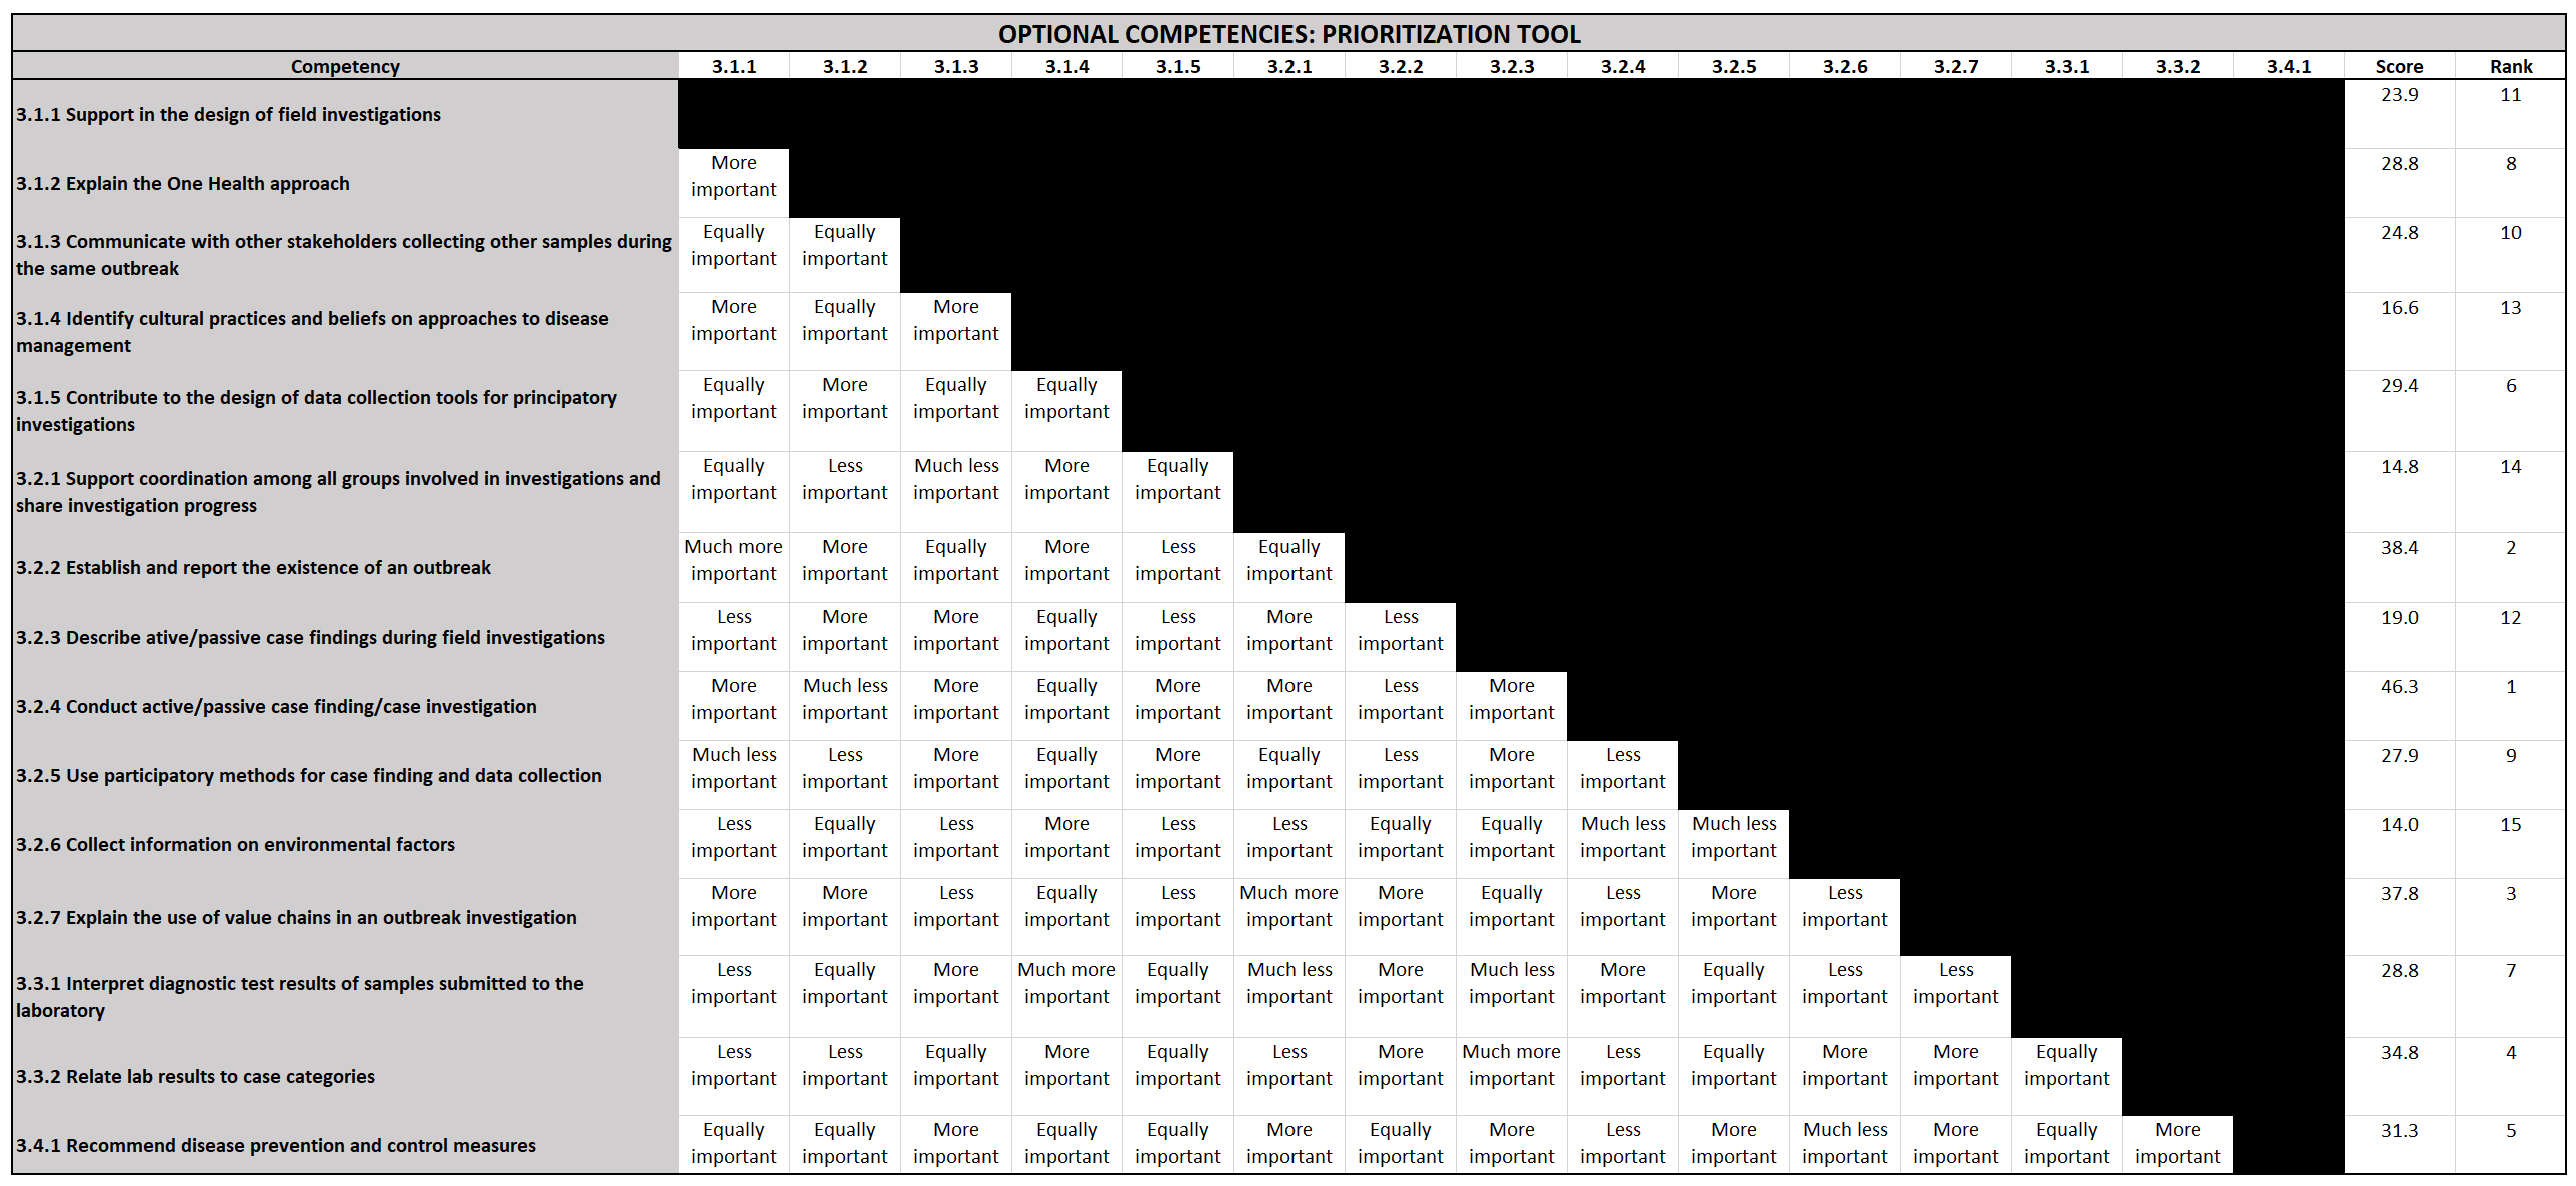 OPTIONAL COMPETENCIES: PRIORITIZATION TOOL
Competency 3.1.1 3.1.2 3.1.3 3.1.4 3.1.5 3.2.1 3.2.2 3.2.3 3.2.4 3.2.5 3.2.6 3.2.7 3.3.1 3.3.2 3.4.1 Score Rank
3.1.1 Support in the design of field investigations 23.9 11
3.1.2 Explain the One Health approach More important 28.8 8
3.1.3 Communicate with other stakeholders collecting other samples during
the same outbreak Equally important Equally important 24.8 10
3.1.4 Identify cultural practices and beliefs on approaches to disease
management More important Equally important More important 16.6 13
3.1.5 Contribute to the design of data collection tools for principatory
investigations Equally important More important Equally important Equally important 29.4 6
3.2.1 Support coordination among all groups involved in investigations and
share investigation progress Equally important Less important Much less important More important Equally important 14.8 14
3.2.2 Establish and report the existence of an outbreak Much more important More important Equally important More important Less important Equally important 38.4 2
3.2.3 Describe ative/passive case findings during field investigations Less important More important More important Equally important Less important More important Less important 19.0 12
3.2.4 Conduct active/passive case finding/case investigation More important Much less important More important Equally important More important More important Less important More important 46.3 1
3.2.5 Use participatory methods for case finding and data collection Much less important Less important More important Equally important More important Equally important Less important More important Less important 27.9 9
3.2.6 Collect information on environmental factors Less important Equally important Less important More important Less important Less important Equally important Equally important Much less important Much less important 14.0 15
3.2.7 Explain the use of value chains in an outbreak investigation More important More important Less important Equally important Less important Much more important More important Equally important Less important More important Less important 37.8 3
3.3.1 Interpret diagnostic test results of samples submitted to the
laboratory Less important Equally important More important Much more important Equally important Much less important More important Much less important More important Equally important Less important Less important 28.8 7
3.3.2 Relate lab results to case categories Less important Less important Equally important More important Equally important Less important More important Much more important Less important Equally important More important More important Equally important 34.8 4
3.4.1 Recommend disease prevention and control measures Equally important Equally important More important Equally important Equally important More important Equally important More important Less important More important Much less important More important Equally important More important 31.3 5